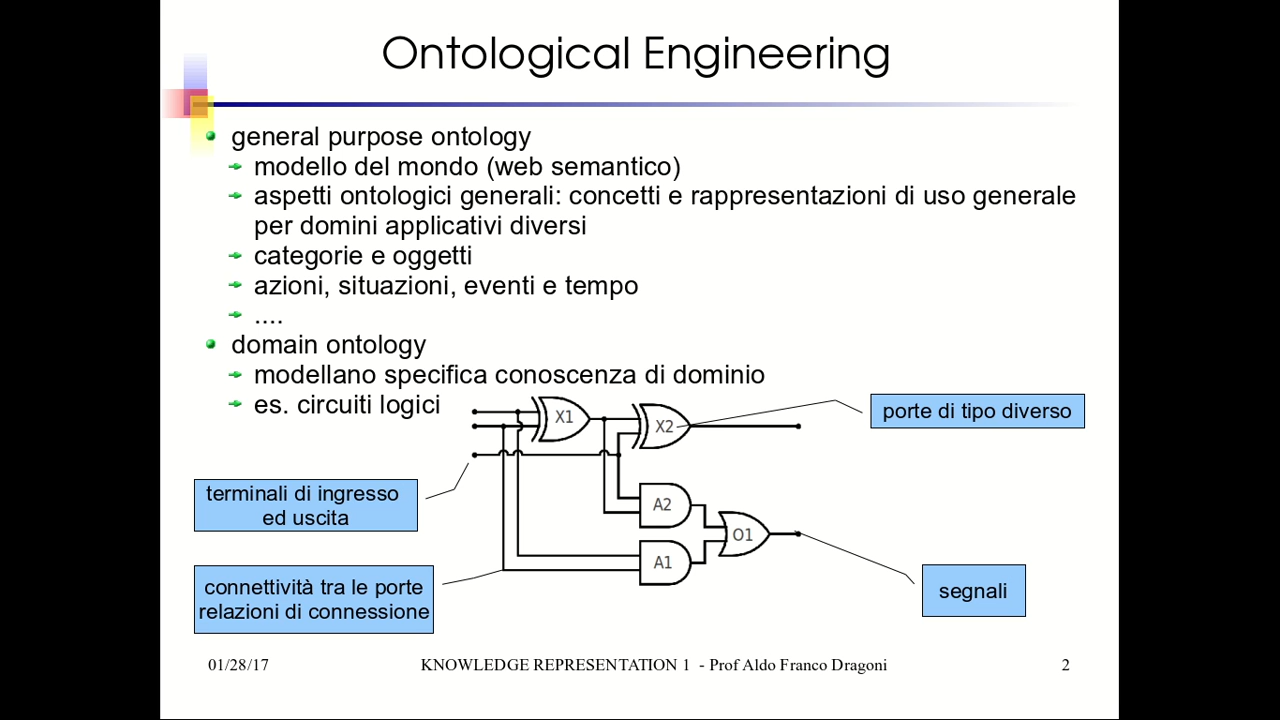 Ontological Engineering
general purpose ontology
modello del mondo (web semantico)
aspetti ontologici generali: concetti e rappresentazioni di uso generale
per domini applicativi diversi
categorie e oggetti
azioni, situazioni, eventi e tempo
....
domain ontology
modellano specifica conoscenza di dominio
es. circuiti logici
X1
X2
porte di tipo diverso
terminali di ingresso
ed uscita
A2
O1
A1
connettività tra le porte
relazioni di connessione
segnali
01/28/17
KNOWLEDGE REPRESENTATION 1 - Prof Aldo Franco Dragoni
2